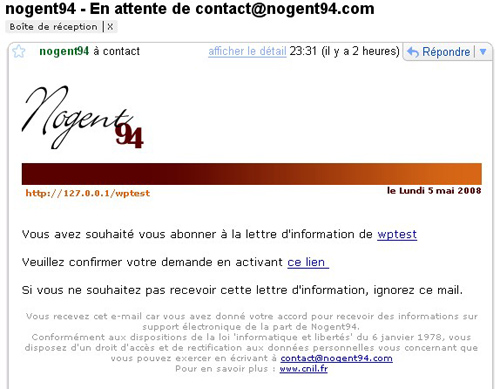 nogent94 - En attente de contact@nogent94.com
Boîte de réception | X
nogent94 à contact afficher le détail 23:31 (il y a 2 heures) Répondre
Nogent94
http://127.0.0.1/wptest le Lundi 5 mai 2008
Vous avez souhaité vous abonner à la lettre d'information de wptest
Veuillez confirmer votre demande en activant ce lien
Si vous ne souhaitez pas recevoir cette lettre d'information, ignorez ce mail.
Vous recevez cet e-mail car vous avez donné votre accord pour recevoir des informations sur
support électronique de la part de Nogent94.
Conformément aux dispositions de la loi 'informatique et libertés' du 6 janvier 1978, vous
disposez d'un droit d'accès et de rectification aux données personnelles vous concernant que
vous pouvez exercer en écrivant à contact@nogent94.com
Pour en savoir plus : www.cnil.fr